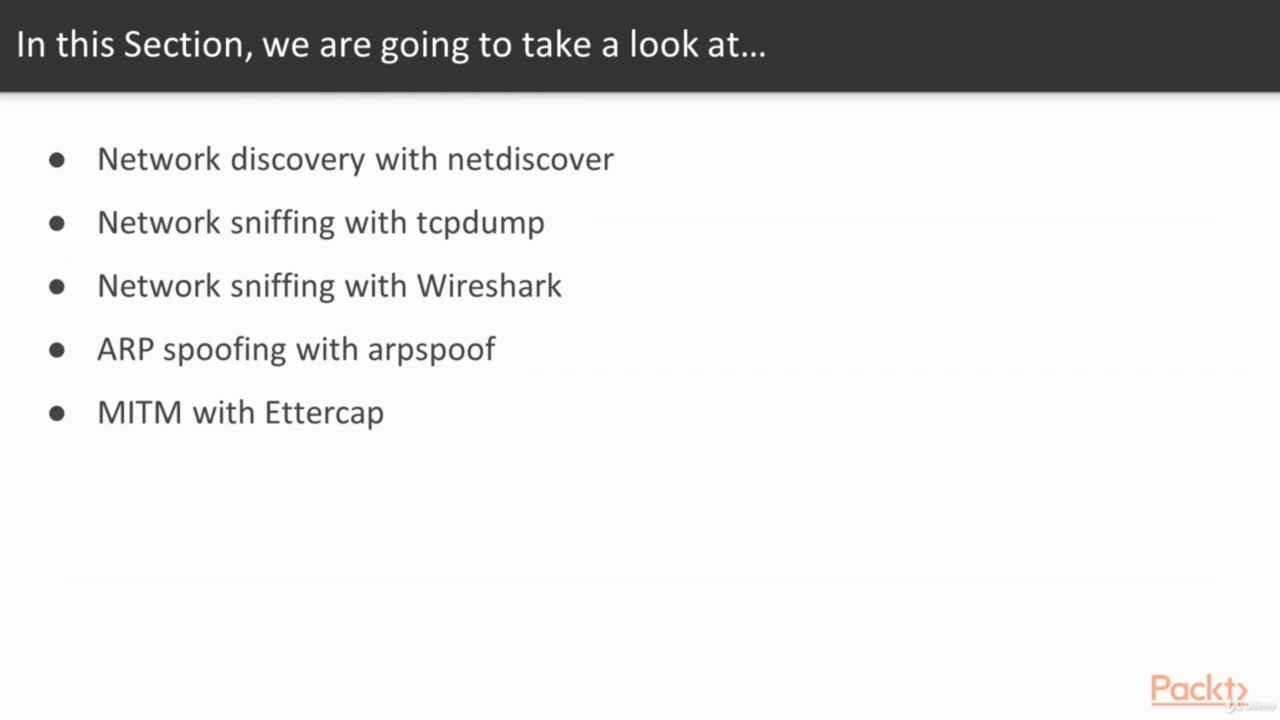 In this Section, we are going to take a look at...
● Network discovery with netdiscover
● Network sniffing with tcpdump
● Network sniffing with Wireshark
● ARP spoofing with arpspoof
● MITM with Ettercap
Packt>
Udemy